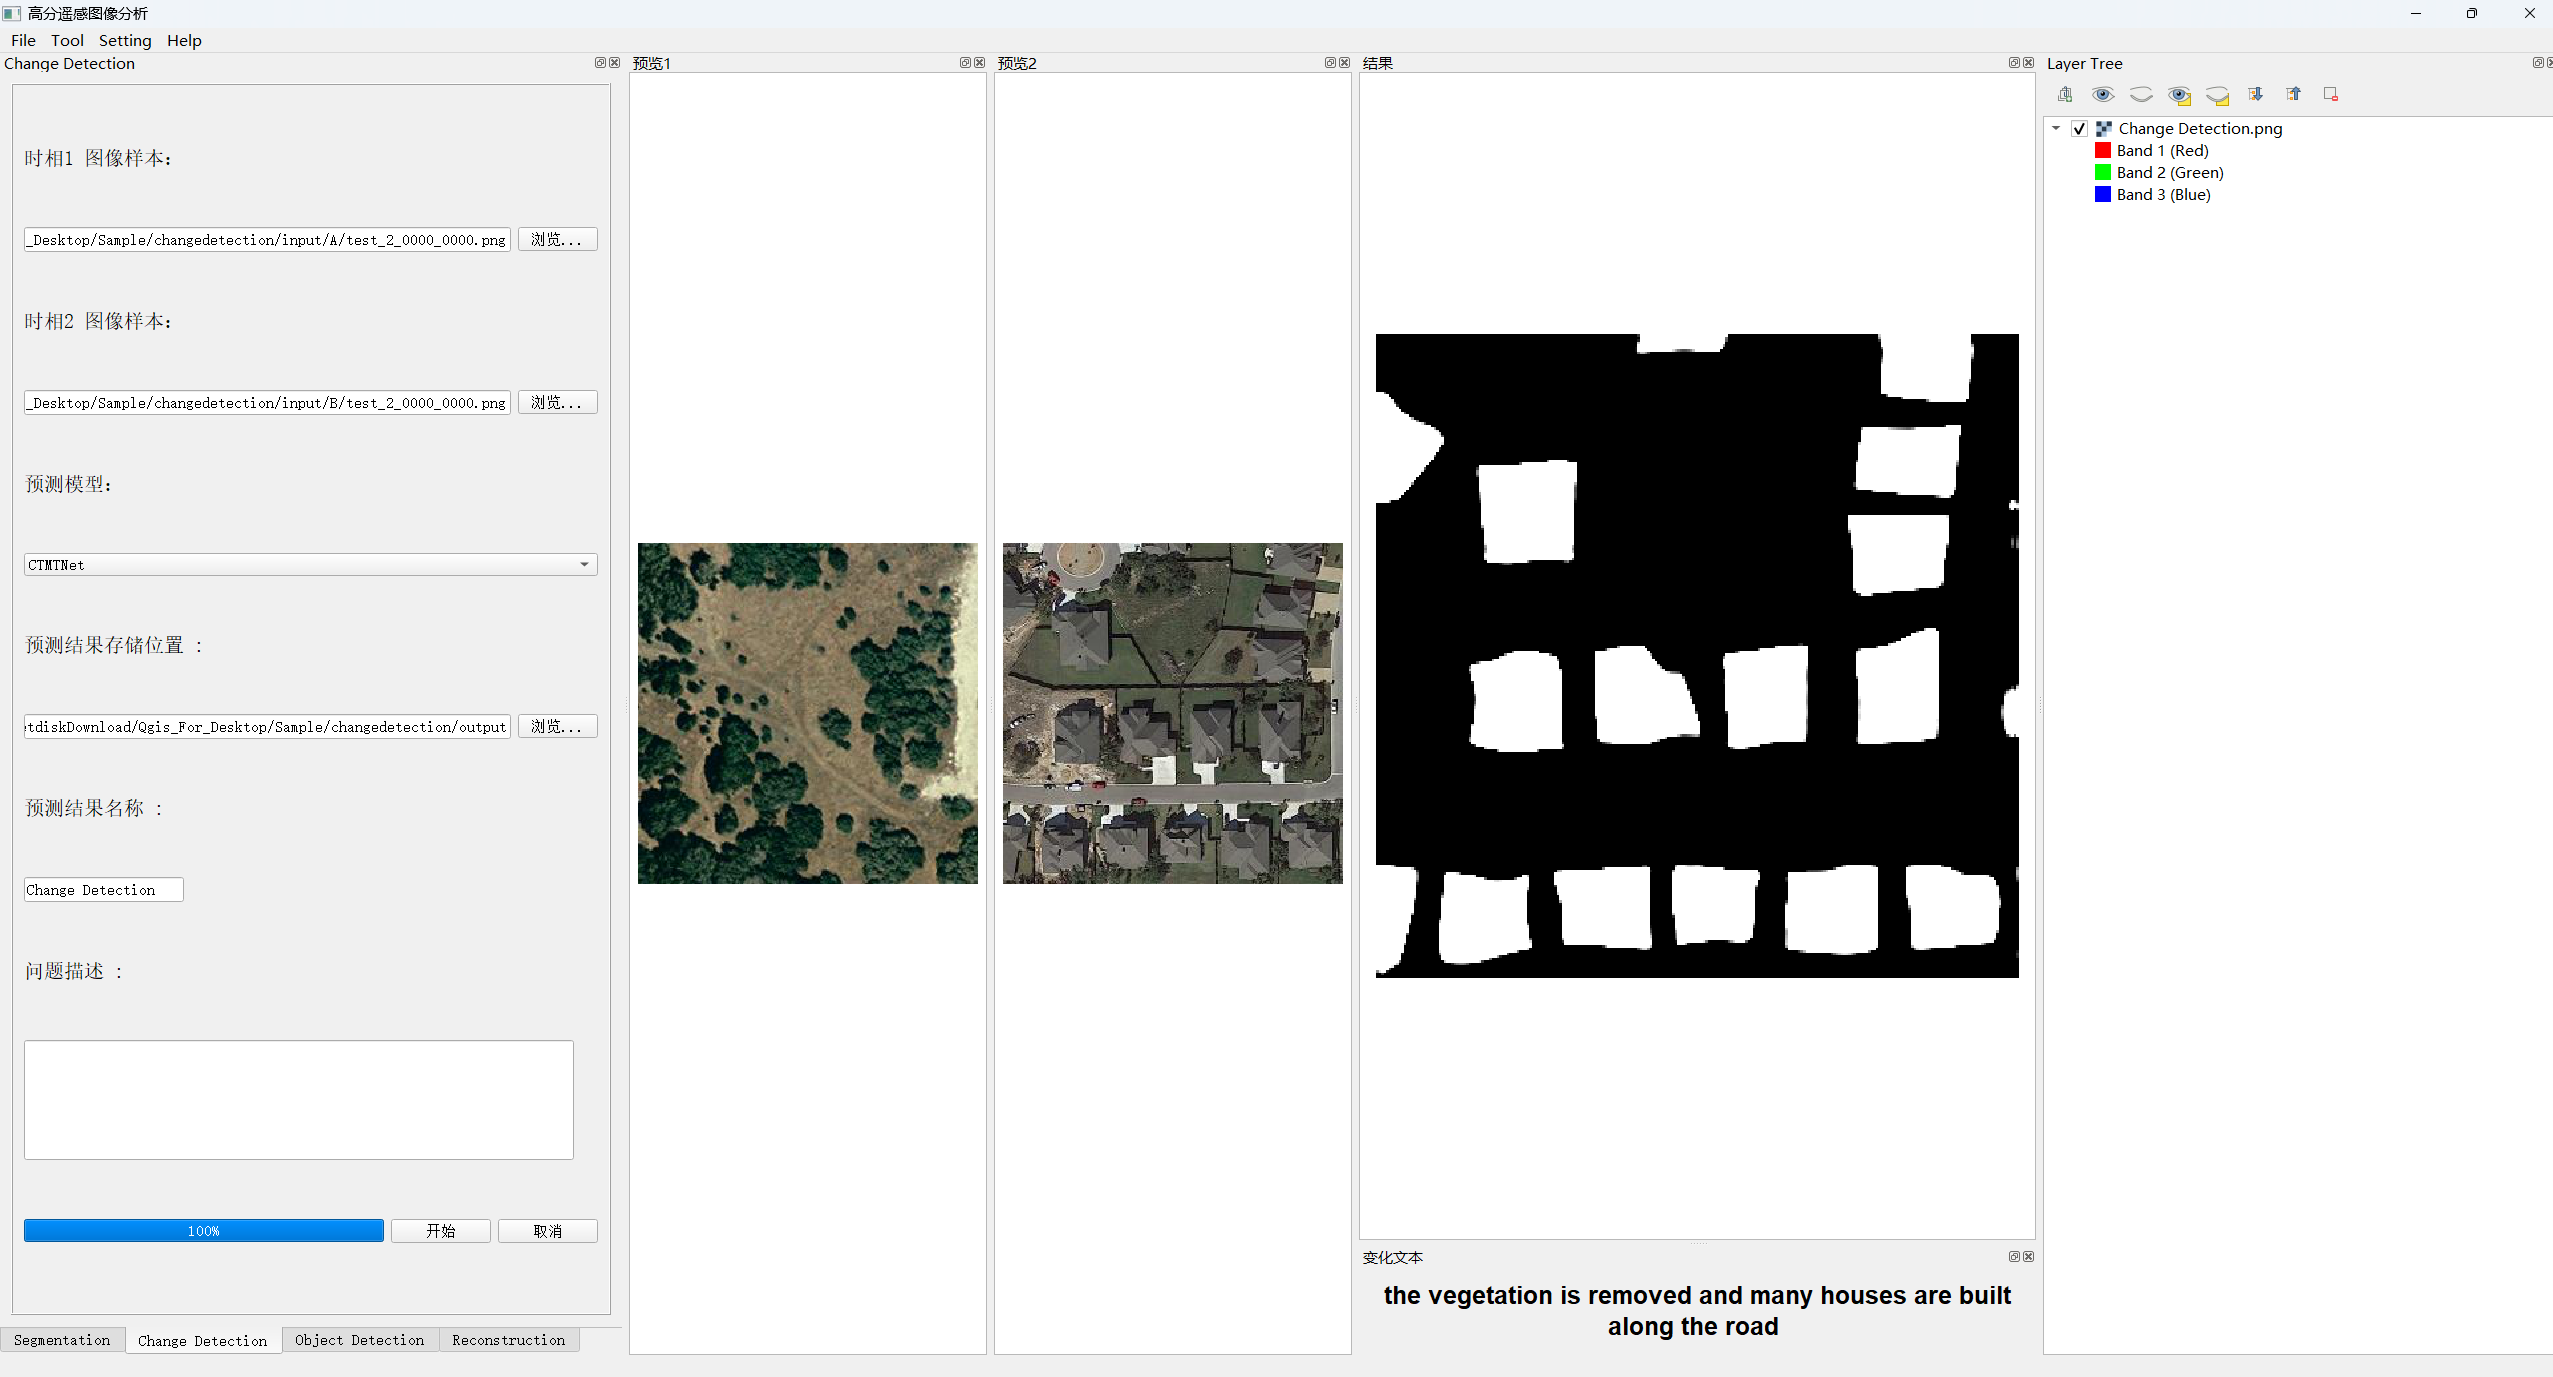 高分遥感图像分析
File Tool Setting Help
Change Detection
时相1 图像样本:
_Desktop/Sample/changedetection/input/A/test_2_0000_0000.png 浏览...
时相2 图像样本:
_Desktop/Sample/changedetection/input/B/test_2_0000_0000.png 浏览...
预测模型:
CTMTNet
预测结果存储位置 :
tdiskDownload/Qgis_For_Desktop/Sample/changedetection/output 浏览...
预测结果名称 :
Change Detection
问题描述 :
100% 开始 取消
Segmentation Change Detection Object Detection Reconstruction
预览1
预览2
结果
变化文本
the vegetation is removed and many houses are built
along the road
Layer Tree
Change Detection.png
Band 1 (Red)
Band 2 (Green)
Band 3 (Blue)